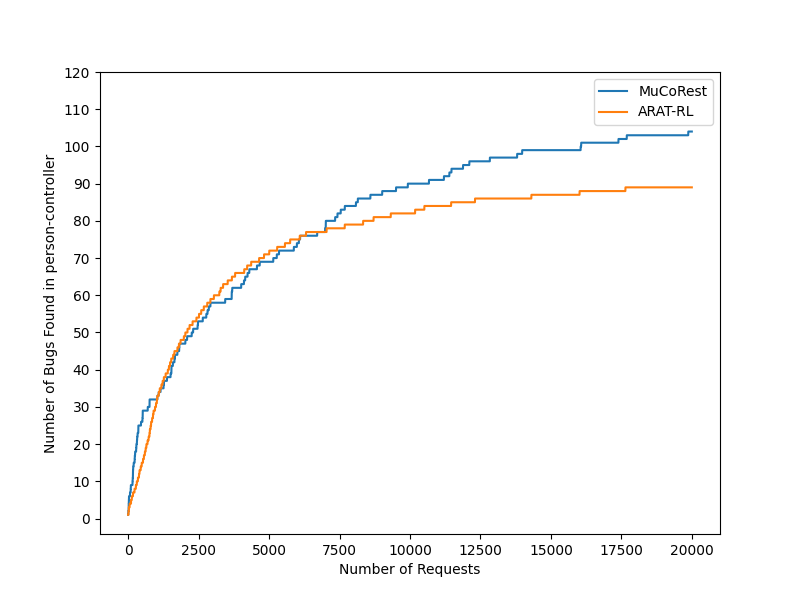 120
110
100
90
80
70
60
50
40
30
20
10
0
Number of Bugs Found in person-controller
MuCoRest
ARAT-RL
0 2500 5000 7500 10000 12500 15000 17500 20000
Number of Requests